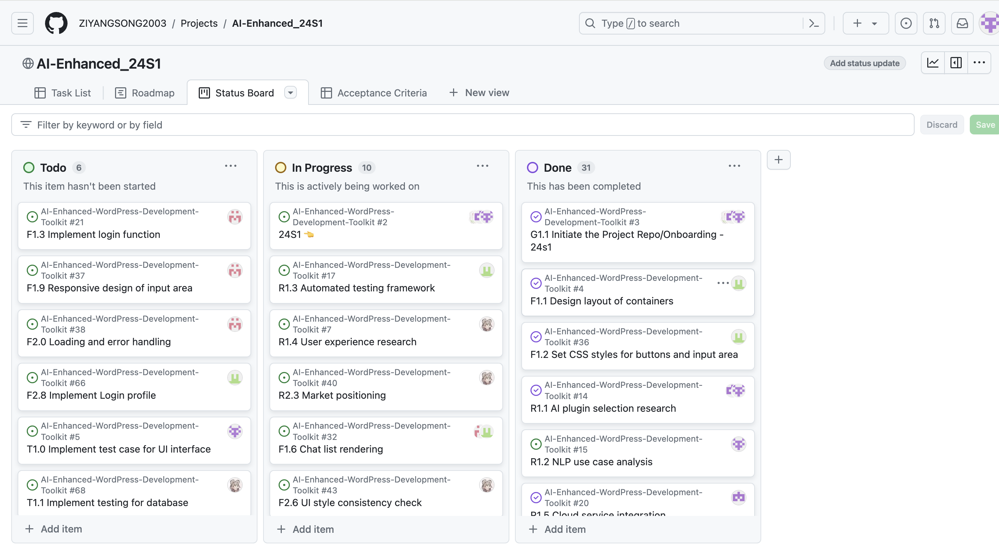 ZIYANGSONG2003 / Projects / AI-Enhanced_24S1
Type / to search
AI-Enhanced_24S1
Add status update
Task List
Roadmap
Status Board
Acceptance Criteria
New view
Filter by keyword or by field
Discard
Save
Todo 6
This item hasn't been started
AI-Enhanced-WordPress-Development-
Toolkit #21
F1.3 Implement login function
AI-Enhanced-WordPress-Development-
Toolkit #37
F1.9 Responsive design of input area
AI-Enhanced-WordPress-Development-
Toolkit #38
F2.0 Loading and error handling
AI-Enhanced-WordPress-Development-
Toolkit #66
F2.8 Implement Login profile
AI-Enhanced-WordPress-Development-
Toolkit #5
T1.0 Implement test case for UI interface
AI-Enhanced-WordPress-Development-
Toolkit #68
T1.1 Implement testing for database
Add item
In Progress 10
This is actively being worked on
AI-Enhanced-WordPress-
Development-Toolkit #2
24S1 👈
AI-Enhanced-WordPress-Development-
Toolkit #17
R1.3 Automated testing framework
AI-Enhanced-WordPress-Development-
Toolkit #7
R1.4 User experience research
AI-Enhanced-WordPress-Development-
Toolkit #40
R2.3 Market positioning
AI-Enhanced-WordPress-Development-
Toolkit #32
F1.6 Chat list rendering
AI-Enhanced-WordPress-Development-
Toolkit #43
F2.6 UI style consistency check
Add item
Done 31
This has been completed
AI-Enhanced-WordPress-
Development-Toolkit #3
G1.1 Initiate the Project Repo/Onboarding -
24s1
AI-Enhanced-WordPress-Development-
Toolkit #4
F1.1 Design layout of containers
AI-Enhanced-WordPress-Development-
Toolkit #36
F1.2 Set CSS styles for buttons and input area
AI-Enhanced-WordPress-Development-
Toolkit #14
R1.1 AI plugin selection research
AI-Enhanced-WordPress-Development-
Toolkit #15
R1.2 NLP use case analysis
AI-Enhanced-WordPress-Development-
Toolkit #20
R1.5 Cloud service integration
Add item